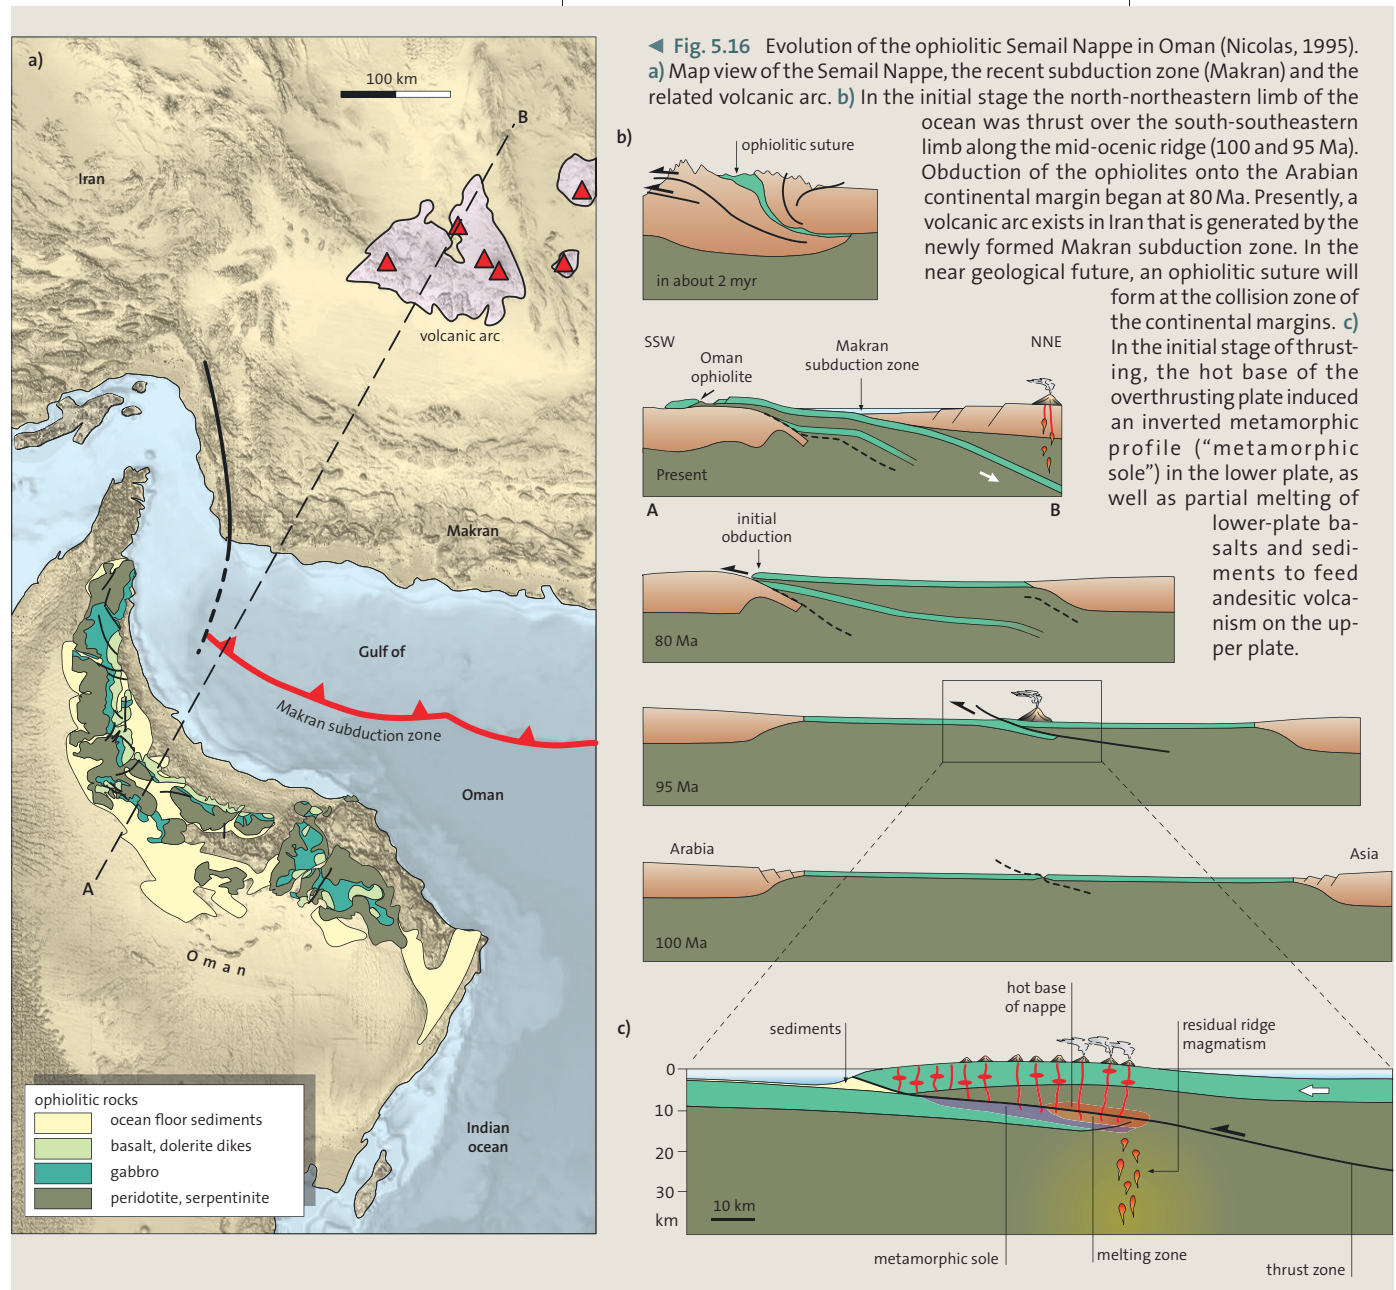 ◀ Fig. 5.16 Evolution of the ophiolitic Semail Nappe in Oman (Nicolas, 1995).
a) Map view of the Semail Nappe, the recent subduction zone (Makran) and the
related volcanic arc. b) In the initial stage the north-northeastern limb of the
ocean was thrust over the south-southeastern
limb along the mid-ocenic ridge (100 and 95 Ma).
Obduction of the ophiolites onto the Arabian
continental margin began at 80 Ma. Presently, a
volcanic arc exists in Iran that is generated by the
newly formed Makran subduction zone. In the
near geological future, an ophiolitic suture will
form at the collision zone of
the continental margins. c)
In the initial stage of thrust-
ing, the hot base of the
overthrusting plate induced
an inverted metamorphic
profile (“metamorphic
sole”) in the lower plate, as
well as partial melting of
lower-plate ba-
salts and sedi-
ments to feed
andesitic volca-
nism on the up-
per plate.
a)
100 km
B
Iran
volcanic arc
Makran
Gulf of
Makran subduction zone
Oman
A
Oman
Indian
ocean
ophiolitic rocks
ocean floor sediments
basalt, dolerite dikes
gabbro
peridotite, serpentinite
b)
ophiolitic suture
in about 2 myr
SSW
NNE
Oman
ophiolite
Makran
subduction zone
Present
A
B
initial
obduction
80 Ma
95 Ma
Arabia
Asia
100 Ma
c)
hot base
of nappe
sediments
residual ridge
magmatism
0
10
20
30
km
10 km
metamorphic sole
melting zone
thrust zone